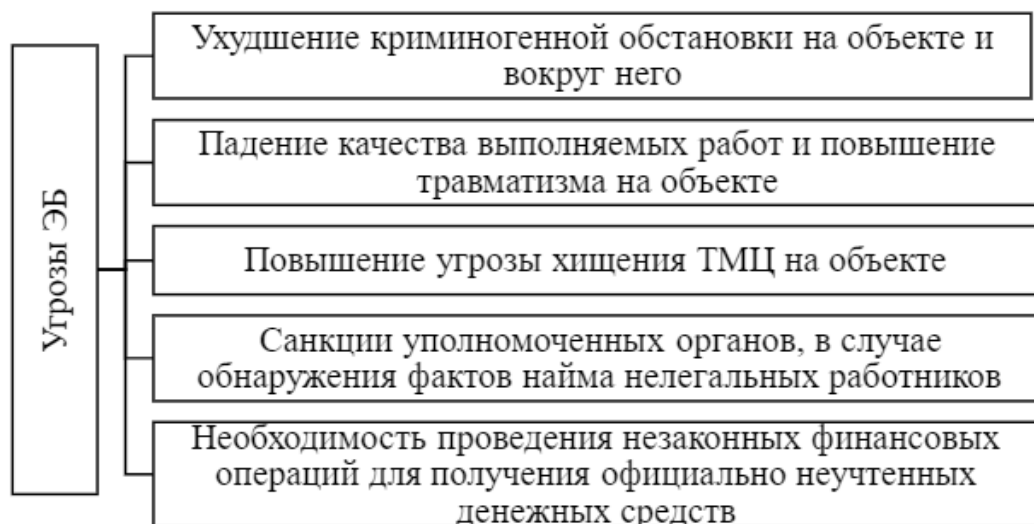 Угрозы ЭБ
Ухудшение криминогенной обстановки на объекте и
вокруг него
Падение качества выполняемых работ и повышение
травматизма на объекте
Повышение угрозы хищения ТМЦ на объекте
Санкции уполномоченных органов, в случае
обнаружения фактов найма нелегальных работников
Необходимость проведения незаконных финансовых
операций для получения официально неучтенных
денежных средств